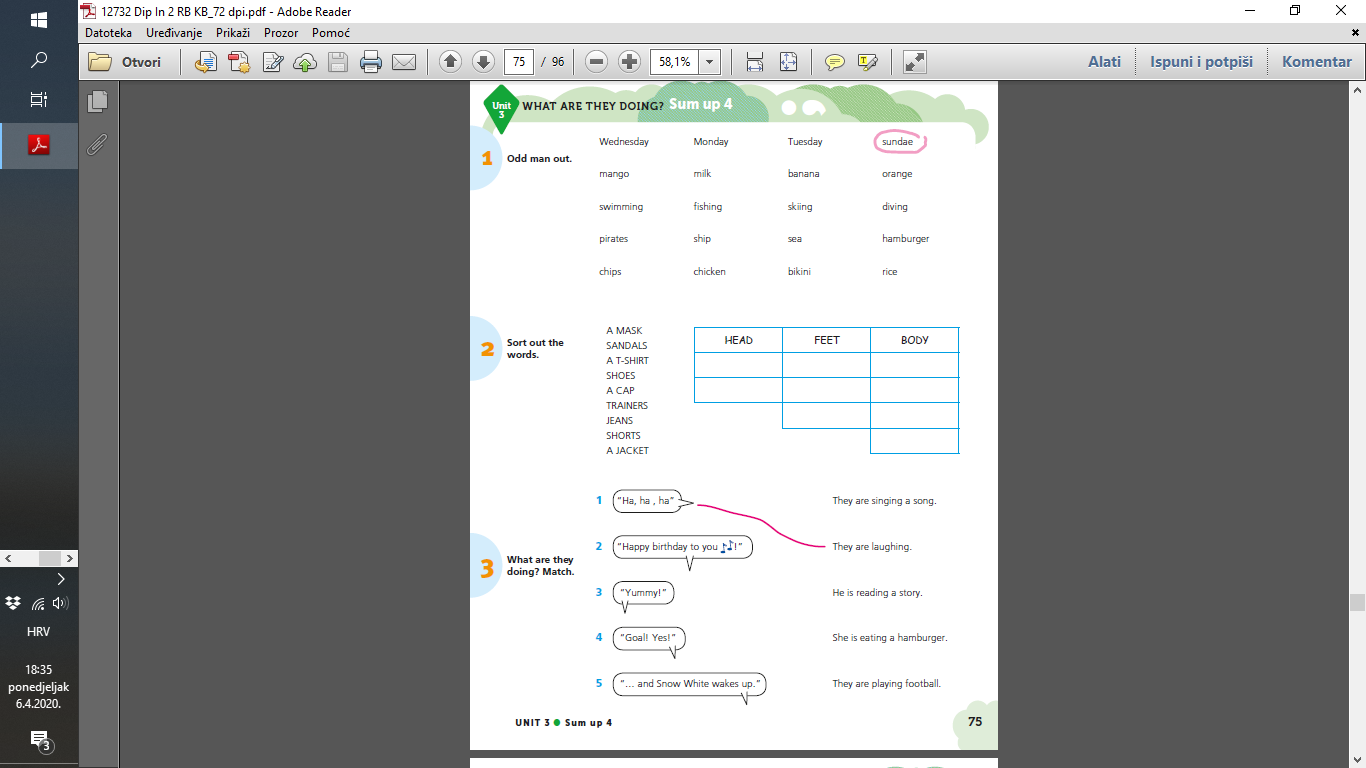 12732 Dip In 2 RB KB_72 dpi.pdf - Adobe Reader
Datoteka Uređivanje Prikaži Prozor Pomoć
Otvori 75 / 96 58,1% Alati Ispuni i potpiši Komentar
Unit 3 WHAT ARE THEY DOING? Sum up 4
1 Odd man out.
Wednesday Monday Tuesday sundae
mango milk banana orange
swimming fishing skiing diving
pirates ship sea hamburger
chips chicken bikini rice
2 Sort out the
words.
A MASK
SANDALS
A T-SHIRT
SHOES
A CAP
TRAINERS
JEANS
SHORTS
A JACKET
HEAD FEET BODY
3 What are they
doing? Match.
1 "Ha, ha , ha" They are singing a song.
2 "Happy birthday to you ♪♫!" They are laughing.
3 "Yummy!" He is reading a story.
4 "Goal! Yes!" She is eating a hamburger.
5 "... and Snow White wakes up." They are playing football.
UNIT 3 ● Sum up 4 75
HRV
18:35
ponedjeljak
6.4.2020.
3